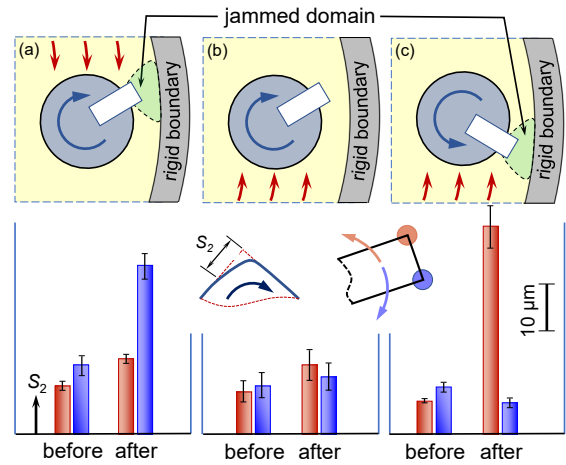 jammed domain
(a)
(b)
(c)
rigid boundary
rigid boundary
rigid boundary
S₂
10 µm
S₂
before after
before after
before after